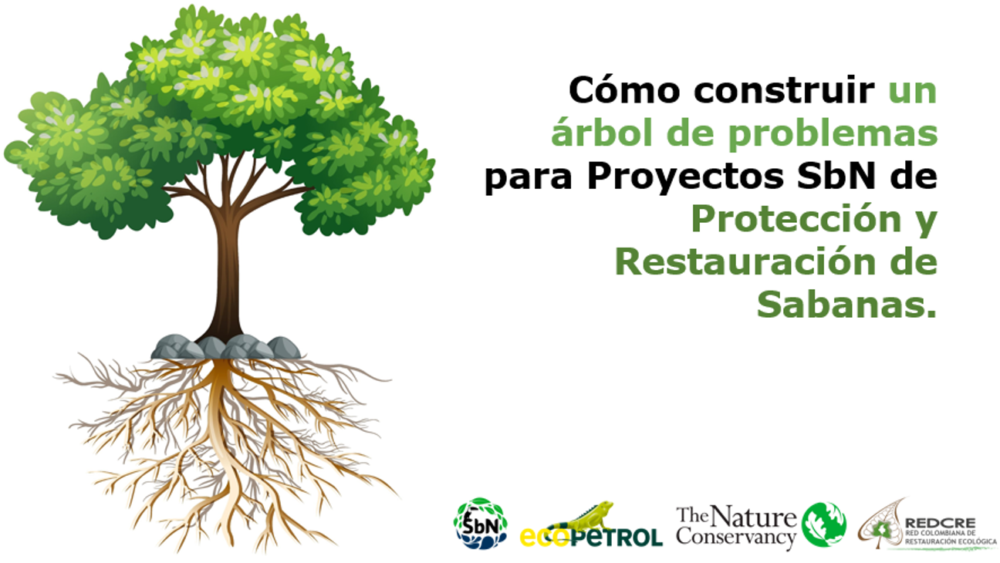 Cómo construir un
árbol de problemas
para Proyectos SbN de
Protección y
Restauración de
Sabanas.
SbN
ecoPETROL
The Nature
Conservancy
REDCRE
RED COLOMBIANA DE
RESTAURACIÓN ECOLÓGICA